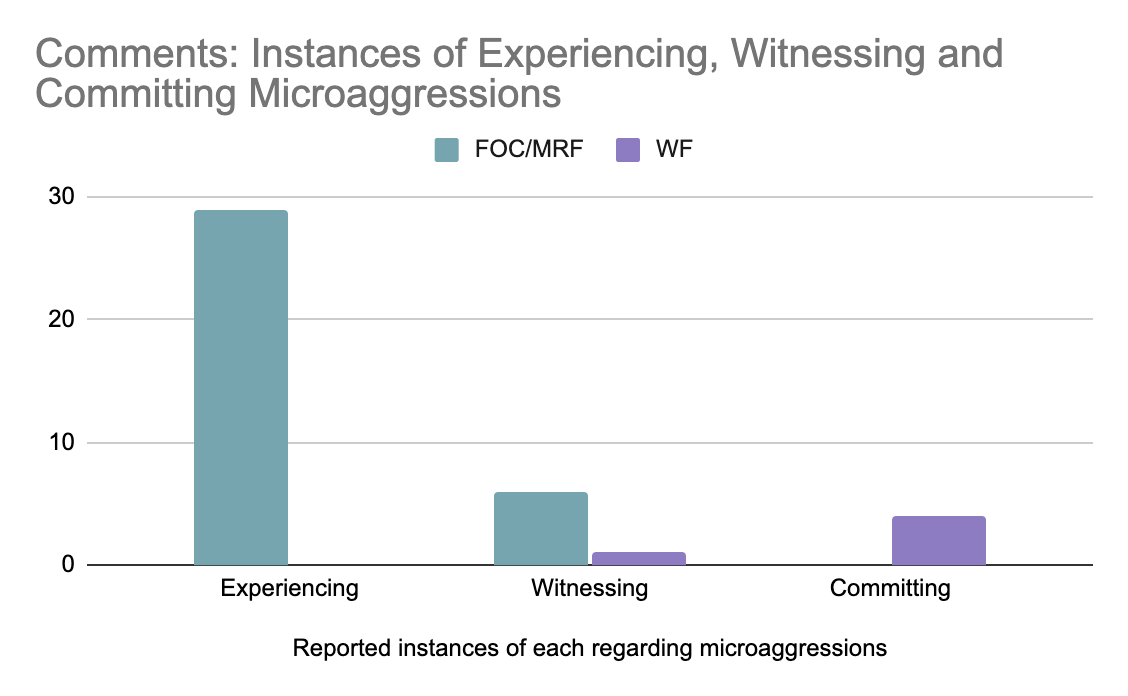 Comments: Instances of Experiencing, Witnessing and
Committing Microaggressions
FOC/MRF WF
30
20
10
0
Experiencing Witnessing Committing
Reported instances of each regarding microaggressions